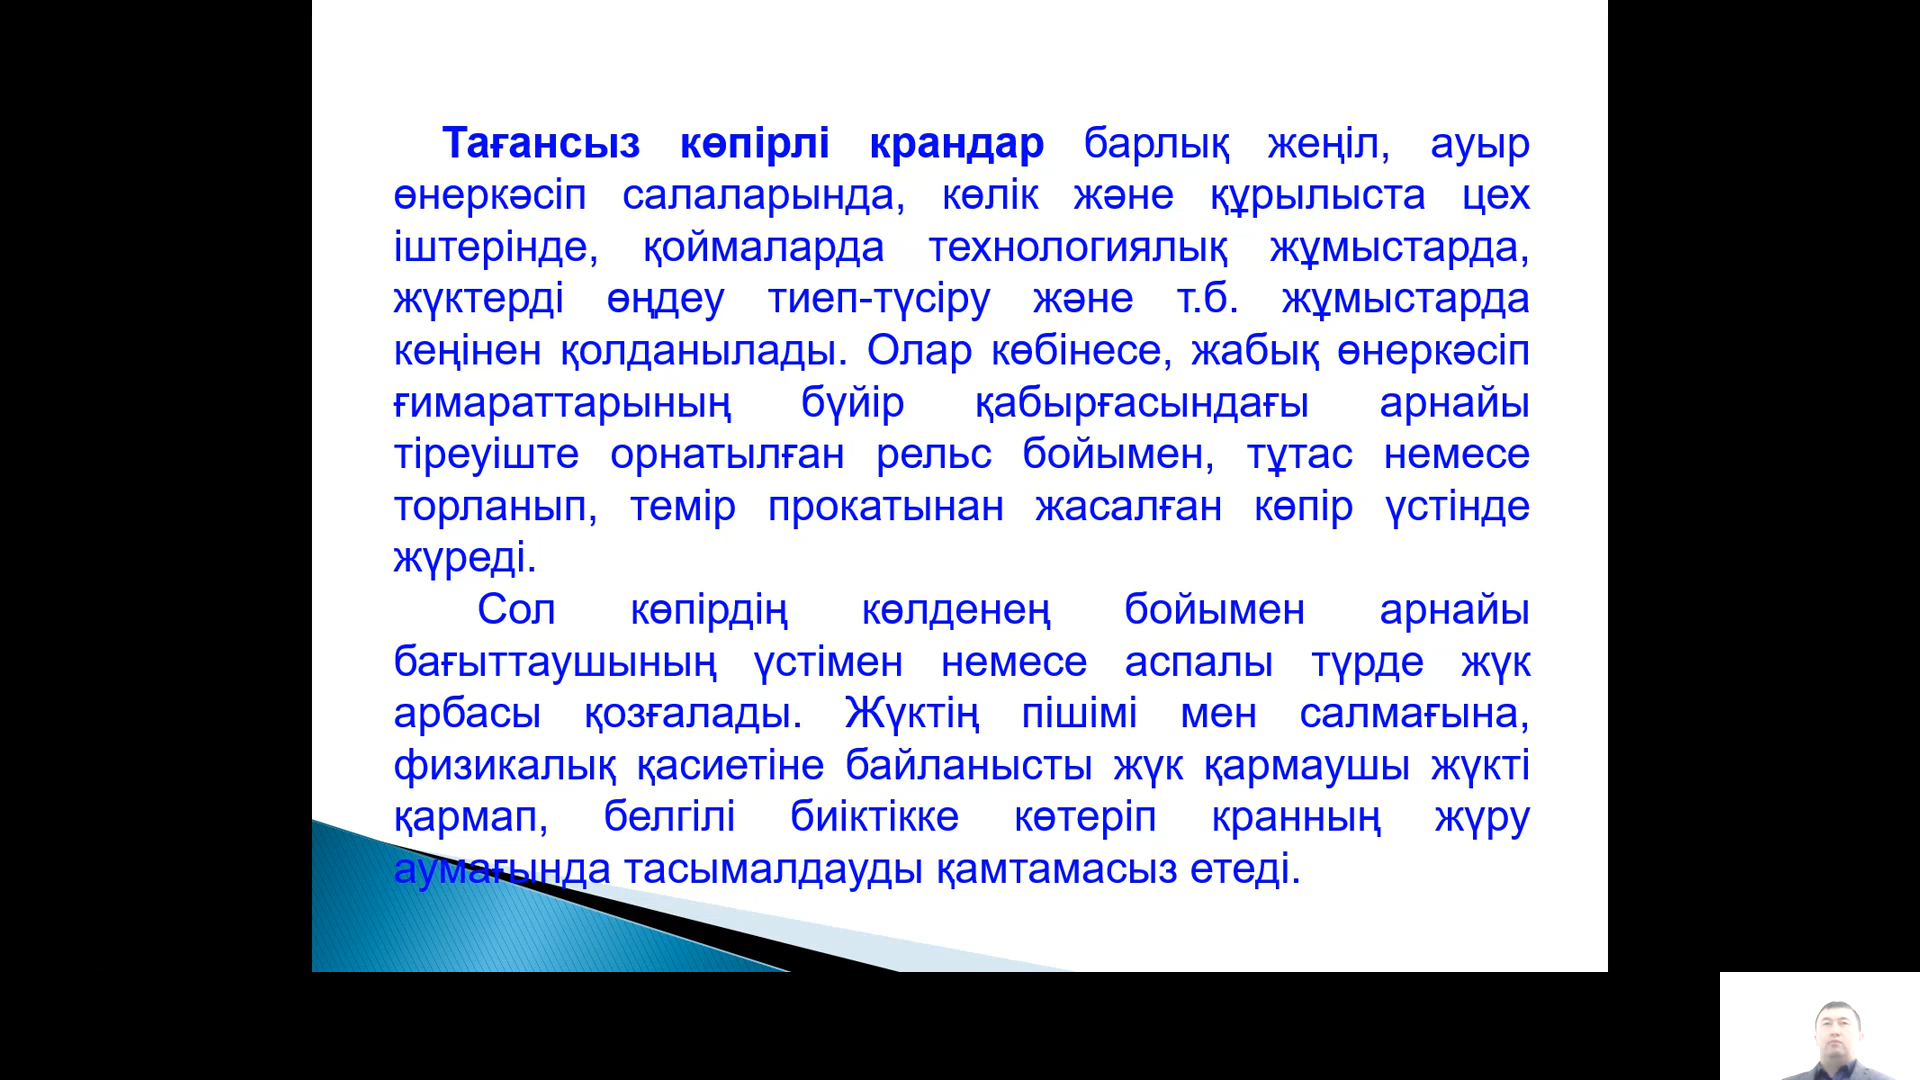 Тағансыз көпірлі крандар барлық жеңіл, ауыр
өнеркәсіп салаларында, көлік және құрылыста цех
іштерінде, қоймаларда технологиялық жұмыстарда,
жүктерді өңдеу тиеп-түсіру және т.б. жұмыстарда
кеңінен қолданылады. Олар көбінесе, жабық өнеркәсіп
ғимараттарының бүйір қабырғасындағы арнайы
тіреуіште орнатылған рельс бойымен, тұтас немесе
торланып, темір прокатынан жасалған көпір үстінде
жүреді.
Сол көпірдің көлденең бойымен арнайы
бағыттаушының үстімен немесе аспалы түрде жүк
арбасы қозғалады. Жүктің пішімі мен салмағына,
физикалық қасиетіне байланысты жүк қармаушы жүкті
қармап, белгілі биіктікке көтеріп кранның жүру
аумағында тасымалдауды қамтамасыз етеді.